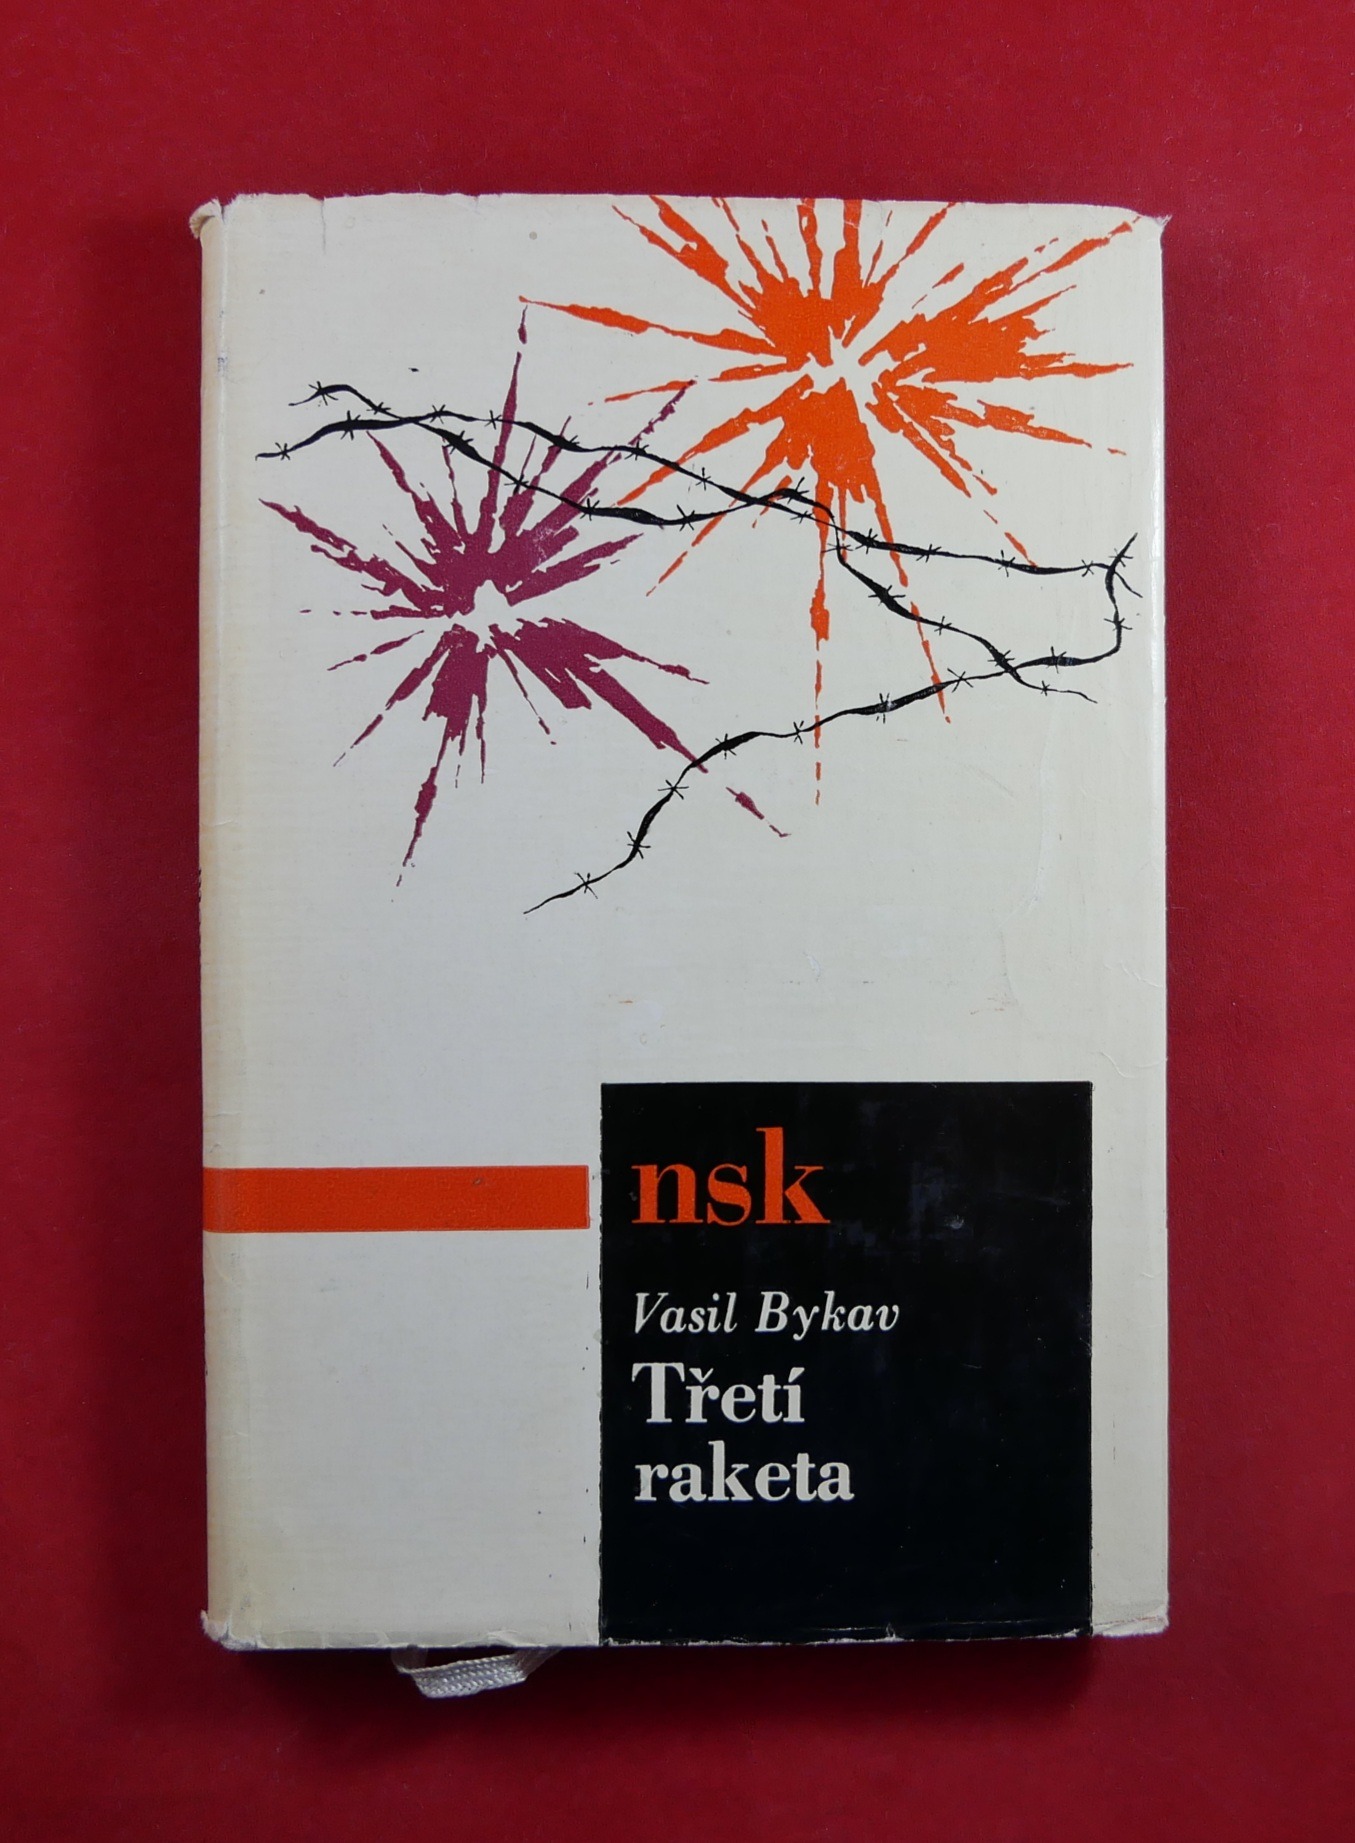 nsk
Vasil Bykav
Třetí
raketa